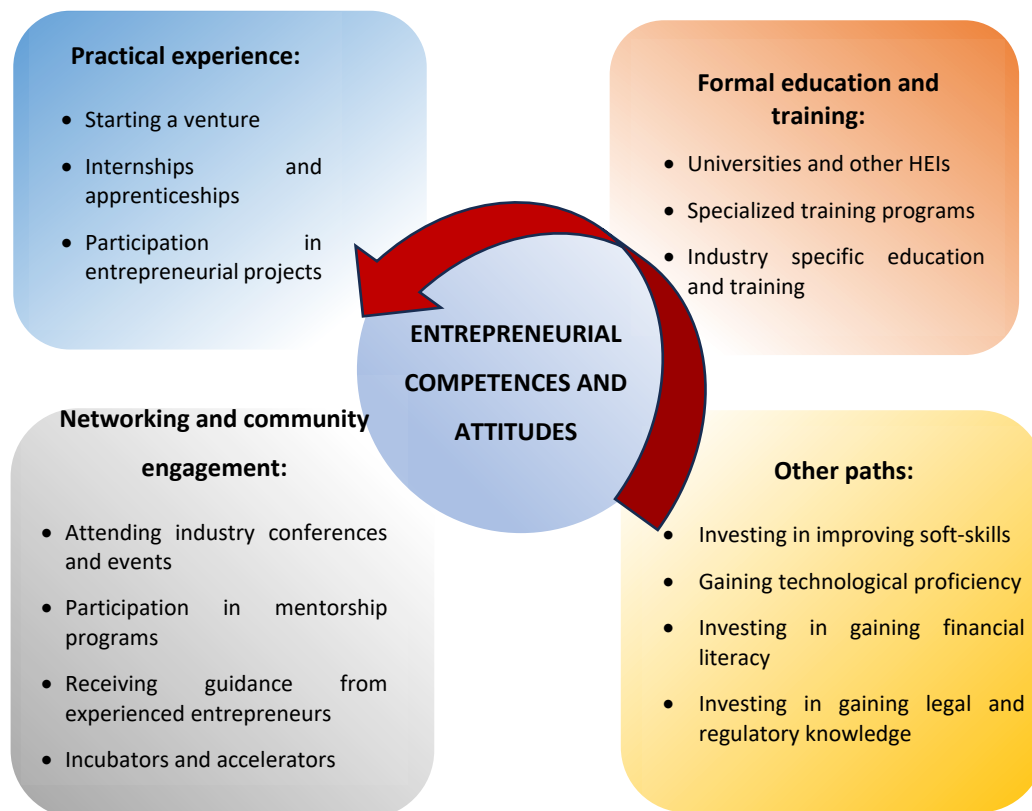 Practical experience:
• Starting a venture
• Internships and
apprenticeships
• Participation in
entrepreneurial projects
Formal education and
training:
• Universities and other HEIs
• Specialized training programs
• Industry specific education
and training
ENTREPRENEURIAL
COMPETENCES AND
ATTITUDES
Networking and community
engagement:
• Attending industry conferences
and events
• Participation in mentorship
programs
• Receiving guidance from
experienced entrepreneurs
• Incubators and accelerators
Other paths:
• Investing in improving soft-skills
• Gaining technological proficiency
• Investing in gaining financial
literacy
• Investing in gaining legal and
regulatory knowledge